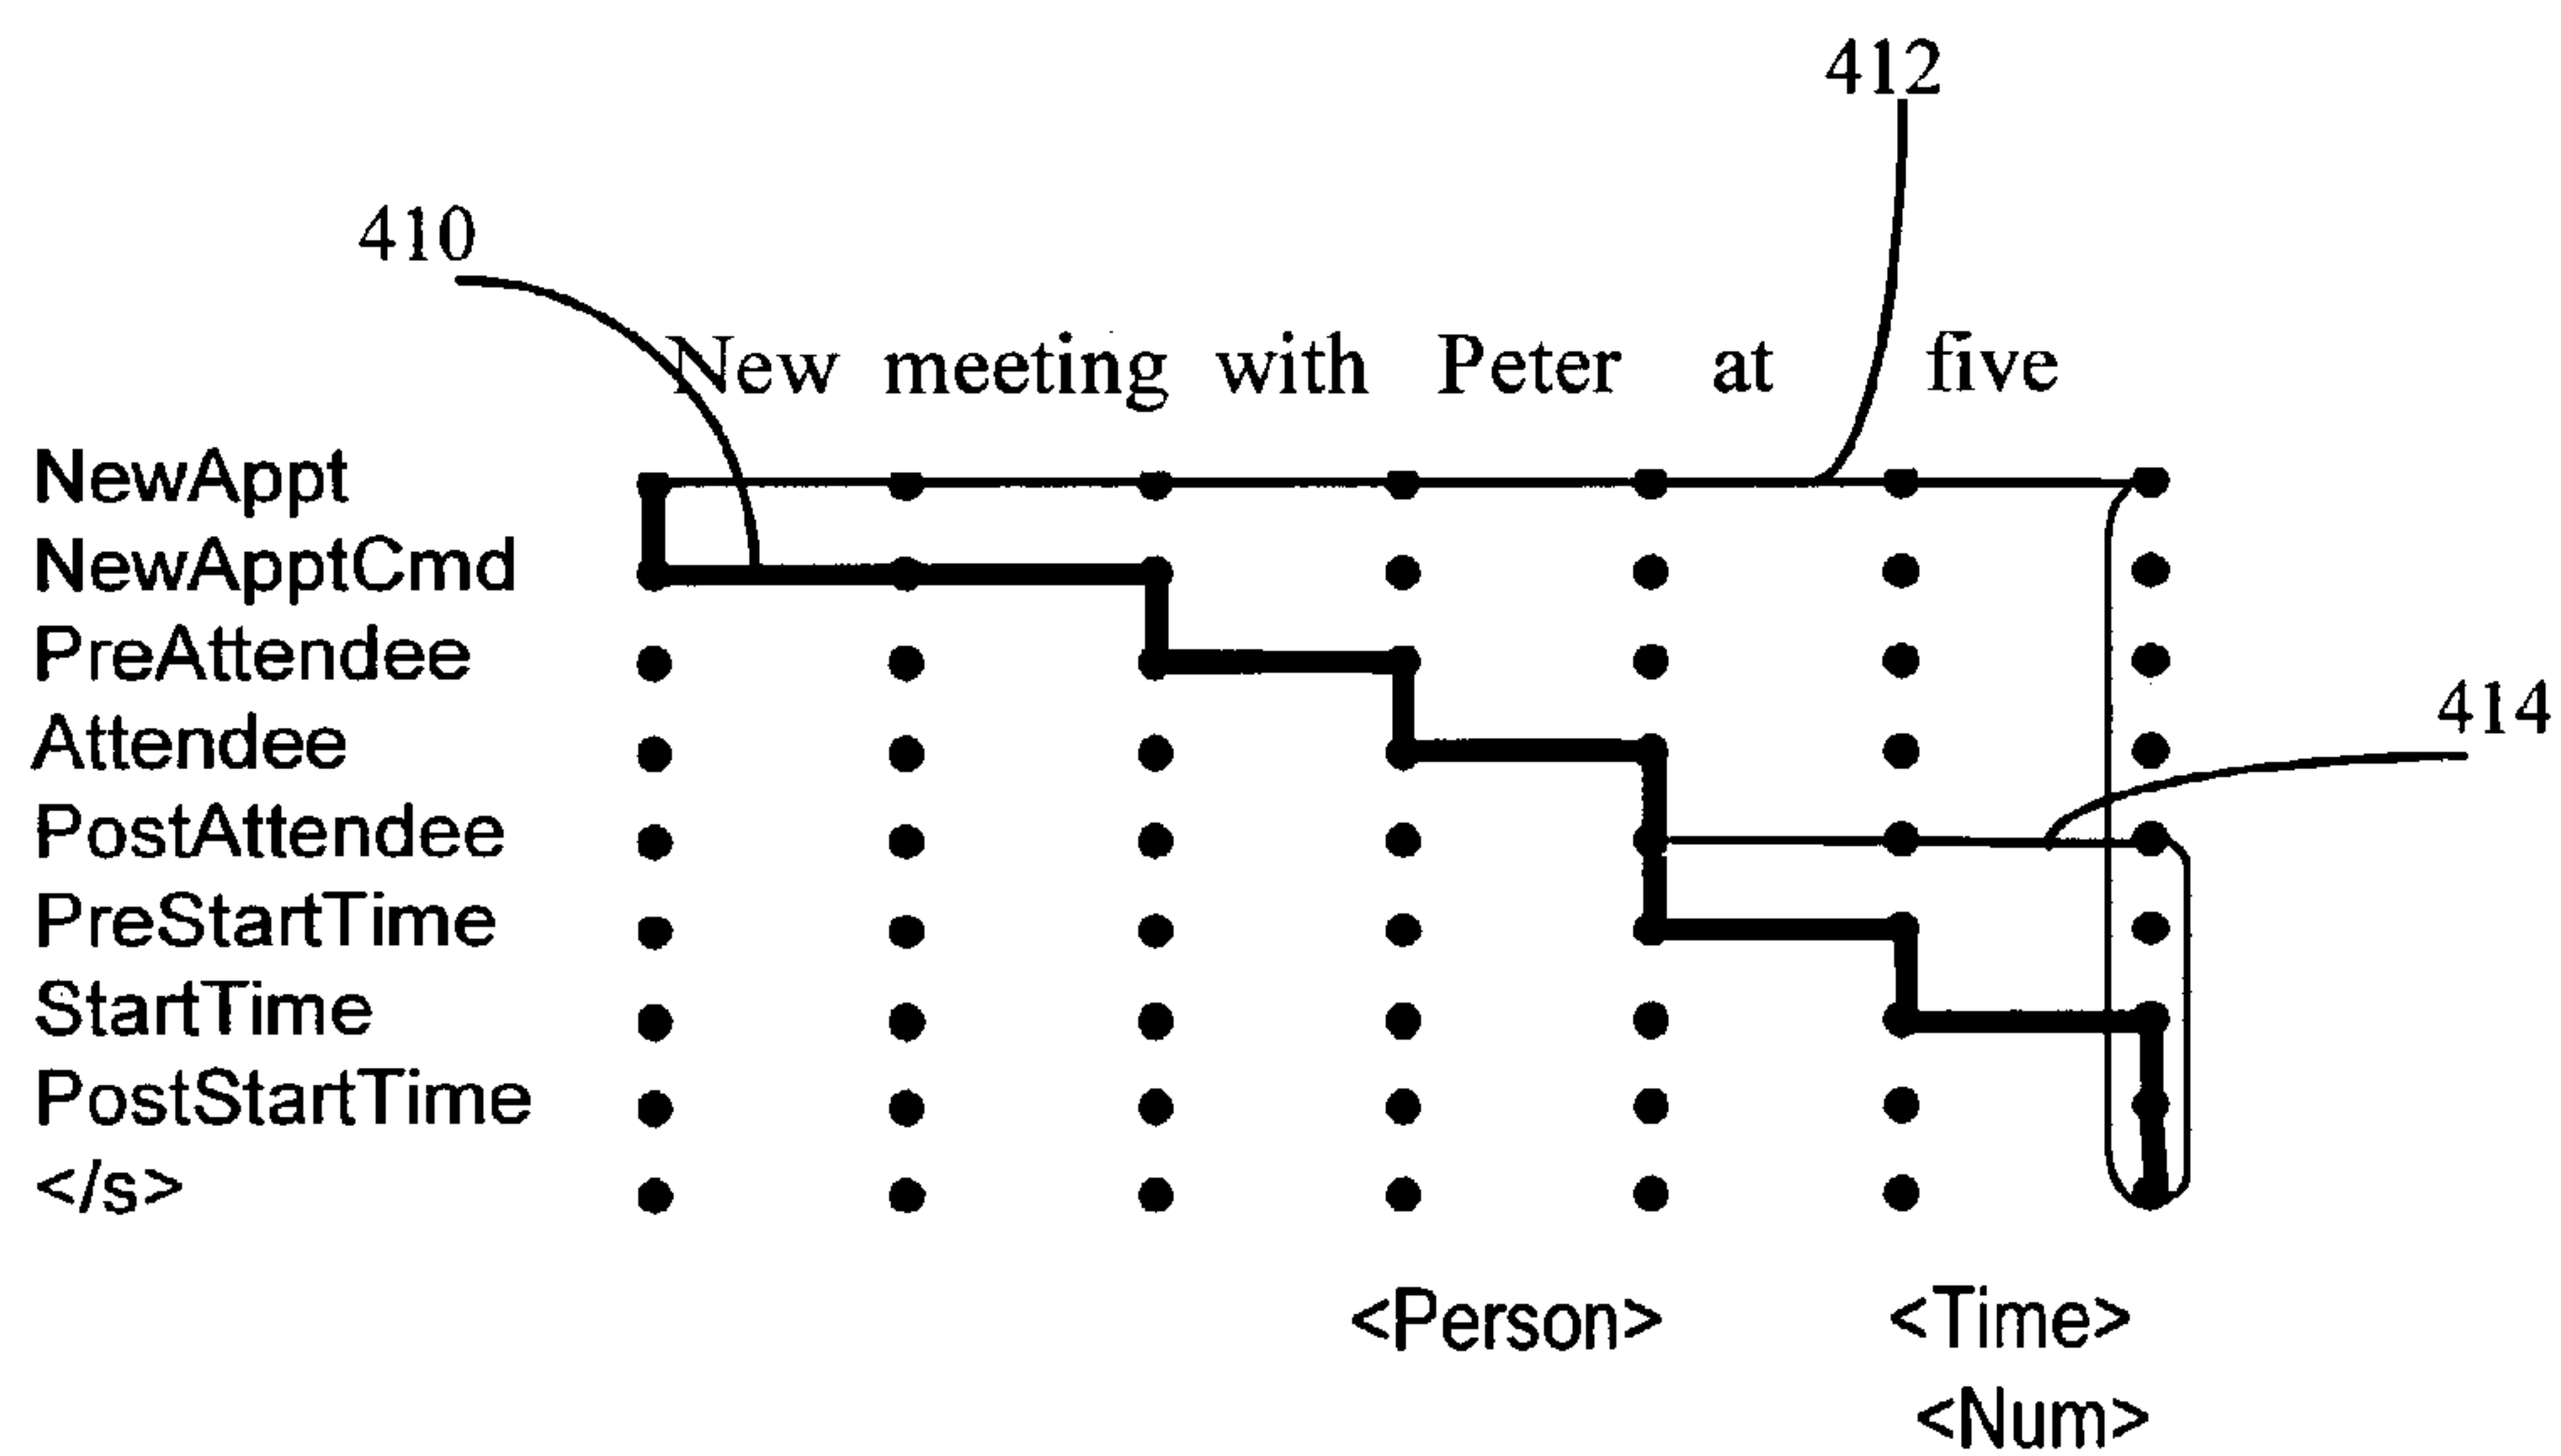 412
410
New meeting with Peter at five
NewAppt
NewApptCmd
PreAttendee
414
Attendee
PostAttendee
PreStartTime
StartTime
PostStartTime
</s>
<Person> <Time>
<Num>